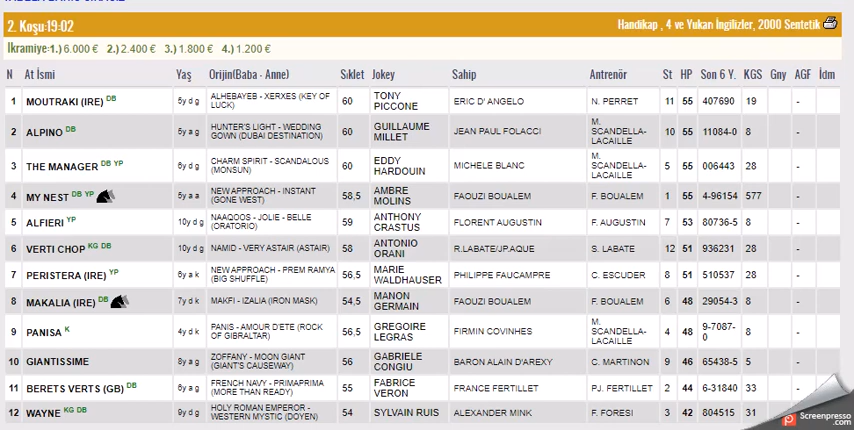 2. Koşu:19:02 Handikap , 4 ve Yukarı İngilizler, 2000 Sentetik
İkramiye:1.) 6.000 € 2.) 2.400 € 3.) 1.800 € 4.) 1.200 €
N At İsmi Yaş Orijin(Baba - Anne) Sıklet Jokey Sahip Antrenör St HP Son 6 Y. KGS Gny AGF İdm
1 MOUTRAKI (IRE) DB 5y d g ALHEBAYEB - XERXES (KEY OF LUCK) 60 TONY PICCONE ERIC D' ANGELO N. PERRET 11 55 407690 19 -
2 ALPINO DB 5y a g HUNTER'S LIGHT - WEDDING GOWN (DUBAI DESTINATION) 60 GUILLAUME MILLET JEAN PAUL FOLACCI M. SCANDELLA-LACAILLE 10 55 11084-0 8 -
3 THE MANAGER DB YP 6y d g CHARM SPIRIT - SCANDALOUS (MONSUN) 60 EDDY HARDOUIN MICHELE BLANC M. SCANDELLA-LACAILLE 5 55 006443 28 -
4 MY NEST DB YP 5y a a NEW APPROACH - INSTANT (GONE WEST) 58,5 AMBRE MOLINS FAOUZI BOUALEM F. BOUALEM 1 55 4-96154 577 -
5 ALFIERI YP 10y d g NAAQOOS - JOLIE - BELLE (ORATORIO) 59 ANTHONY CRASTUS FLORENT AUGUSTIN F. AUGUSTIN 7 53 80736-5 8 -
6 VERTI CHOP KG DB 10y d g NAMID - VERY ASTAIR (ASTAIR) 58 ANTONIO ORANI R.LABATE/JP.AQUE S. LABATE 12 51 936231 28 -
7 PERISTERA (IRE) YP 6y a k NEW APPROACH - PREM RAMYA (BIG SHUFFLE) 56,5 MARIE WALDHAUSER PHILIPPE FAUCAMPRE C. ESCUDER 8 51 510537 28 -
8 MAKALIA (IRE) DB 7y d k MAKFI - IZALIA (IRON MASK) 54,5 MANON GERMAIN FAOUZI BOUALEM F. BOUALEM 6 48 29054-3 8 -
9 PANISA K 4y d k PANIS - AMOUR D'ETE (ROCK OF GIBRALTAR) 56,5 GREGOIRE LEGRAS FIRMIN COVINHES M. SCANDELLA-LACAILLE 4 48 9-7087-0 8 -
10 GIANTISSIME 8y a g ZOFFANY - MOON GIANT (GIANT'S CAUSEWAY) 56 GABRIELE CONGIU BARON ALAIN D'AREXY C. MARTINON 9 46 65438-5 5 -
11 BERETS VERTS (GB) DB 6y a g FRENCH NAVY - PRIMAPRIMA (MORE THAN READY) 55 FABRICE VERON FRANCE FERTILLET PJ. FERTILLET 2 44 6-31840 33 -
12 WAYNE KG DB 9y d g HOLY ROMAN EMPEROR - WESTERN MYSTIC (DOYEN) 54 SYLVAIN RUIS ALEXANDER MINK F. FORESI 3 42 804515 31 -
Screenpresso
.com